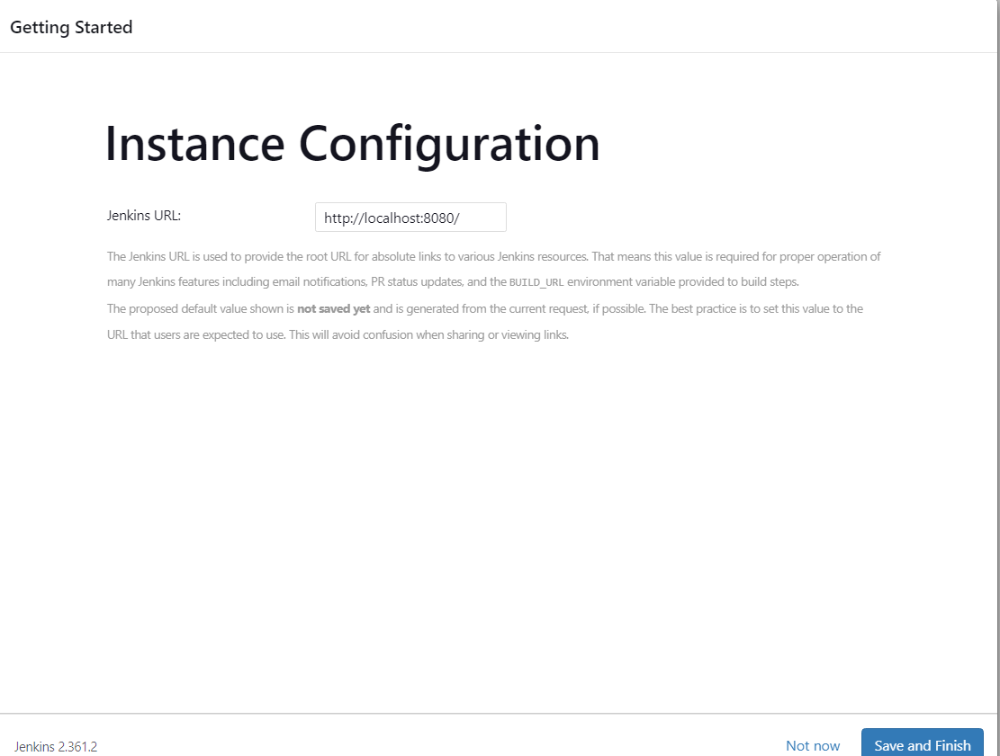 Getting Started
Instance Configuration
Jenkins URL:
http://localhost:8080/
The Jenkins URL is used to provide the root URL for absolute links to various Jenkins resources. That means this value is required for proper operation of
many Jenkins features including email notifications, PR status updates, and the BUILD_URL environment variable provided to build steps.
The proposed default value shown is not saved yet and is generated from the current request, if possible. The best practice is to set this value to the
URL that users are expected to use. This will avoid confusion when sharing or viewing links.
Jenkins 2.361.2
Not now
Save and Finish